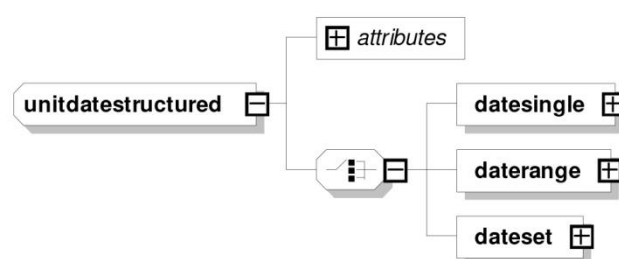 attributes
unitdatestructured
datesingle
daterange
dateset